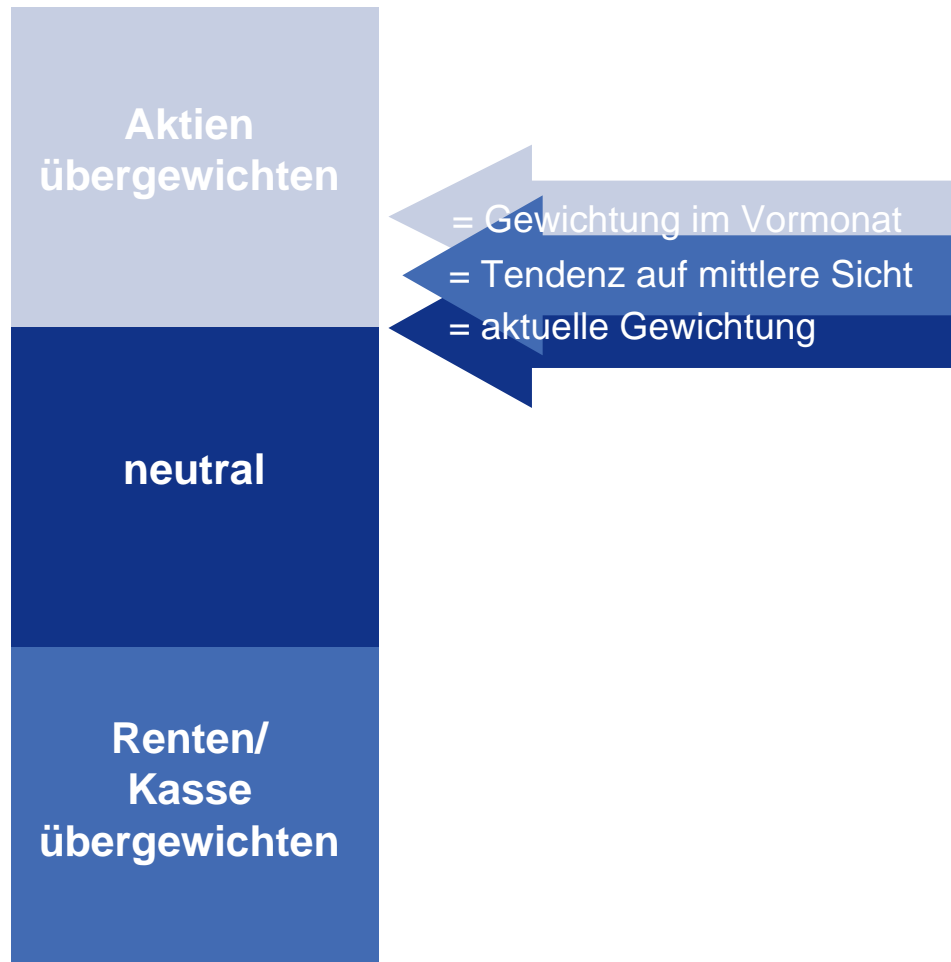 Aktien
übergewichten
= Gewichtung im Vormonat
= Tendenz auf mittlere Sicht
= aktuelle Gewichtung
neutral
Renten/
Kasse
übergewichten